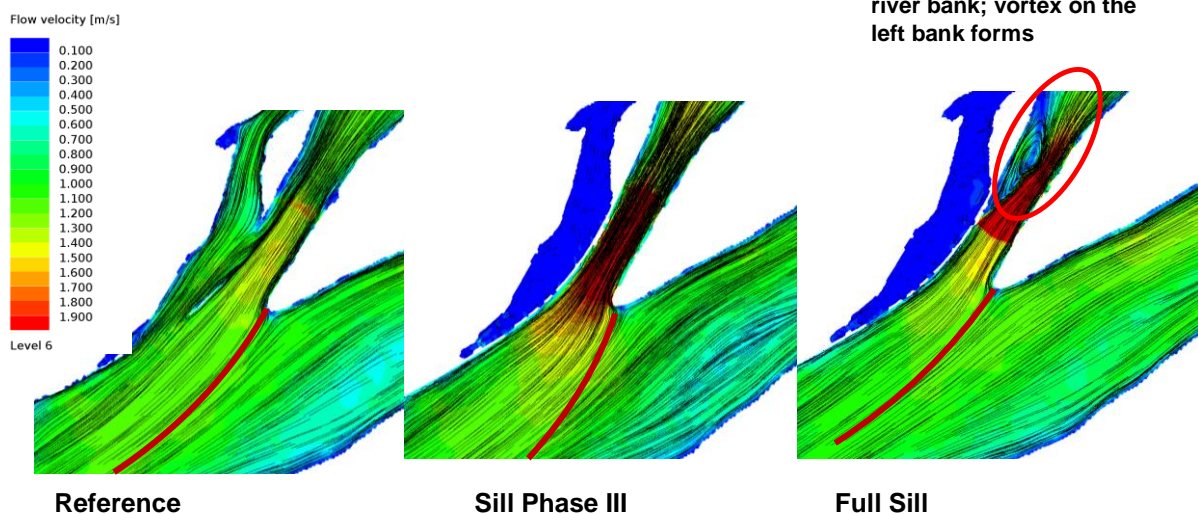 river bank; vortex on the
left bank forms
Flow velocity [m/s]
0.100
0.200
0.300
0.400
0.500
0.600
0.700
0.800
0.900
1.000
1.100
1.200
1.300
1.400
1.500
1.600
1.700
1.800
1.900
Level 6
Reference
Sill Phase III
Full Sill